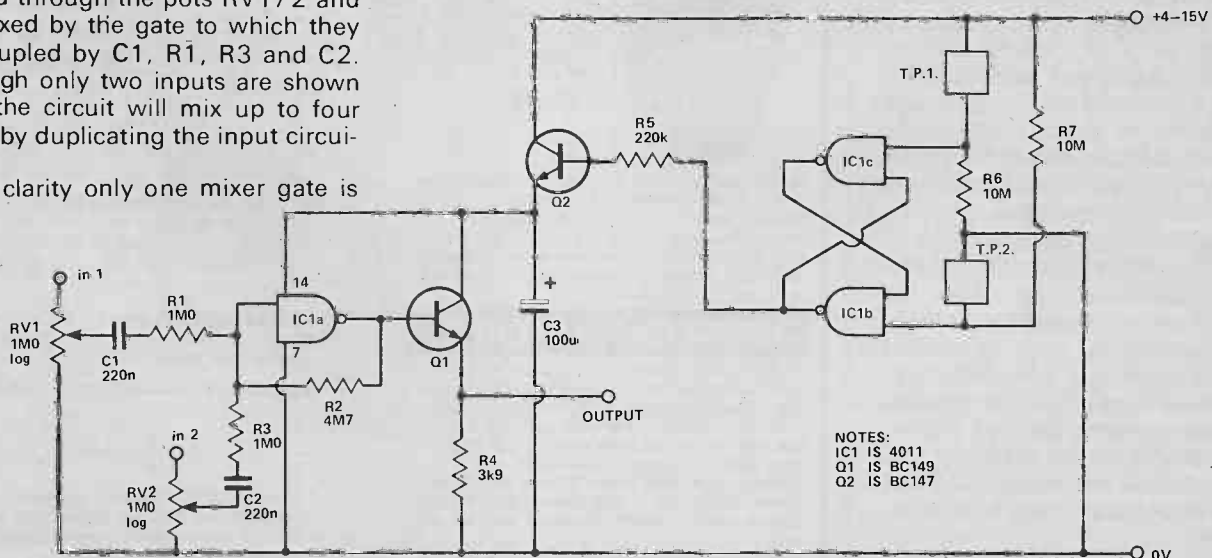 d through the pots RV1/2 and
xed by the gate to which they
upled by C1, R1, R3 and C2.
gh only two inputs are shown
the circuit will mix up to four
by duplicating the input circui-
clarity only one mixer gate is
+4–15V
T.P.1.
R5
220k
R7
10M
IC1c
R6
10M
Q2
T.P.2.
in 1
14
R1
1M0
IC1a
IC1b
RV1
1M0
log
C1
220n
7
Q1
+
C3
100u
R2
4M7
OUTPUT
R3
1M0
in 2
NOTES:
IC1 IS 4011
Q1 IS BC149
Q2 IS BC147
R4
3k9
RV2
1M0
log
C2
220n
0V